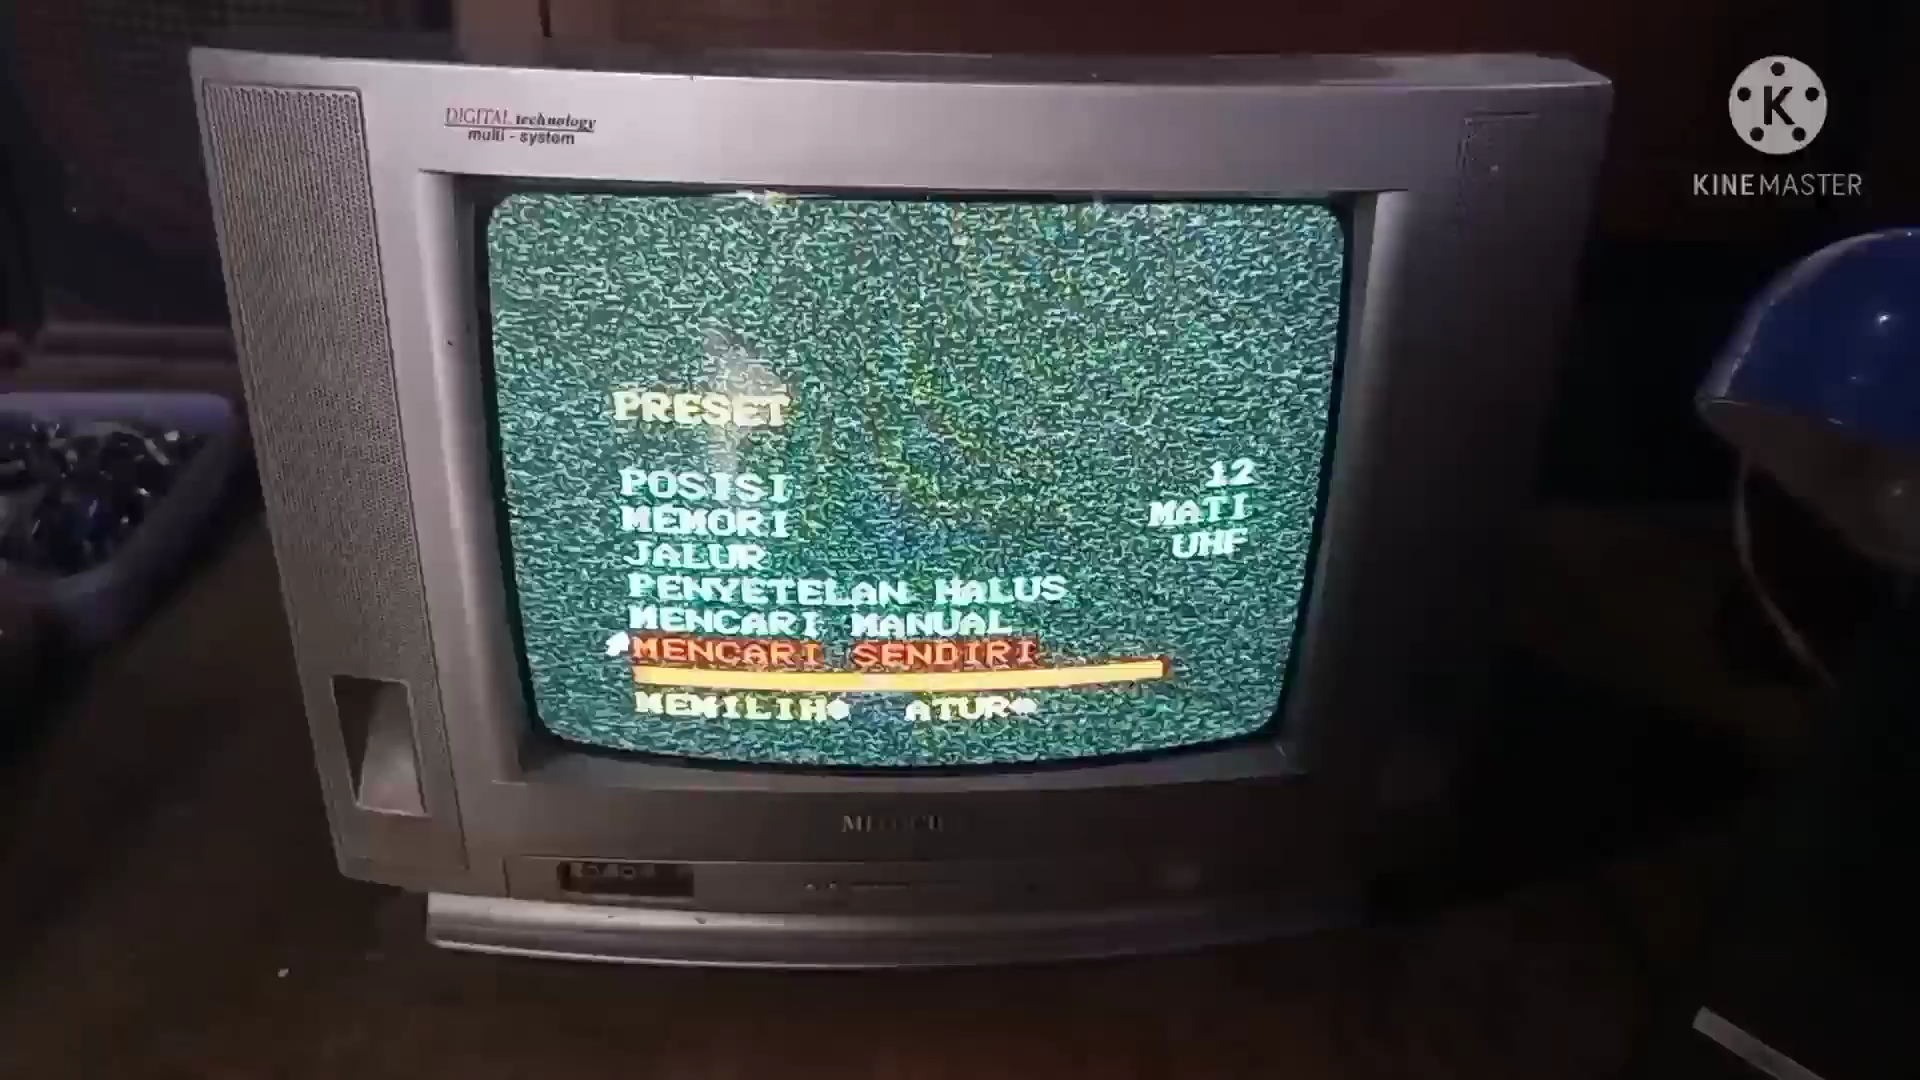 DIGITAL technology
multi - system
K
KINEMASTER
PRESET
POSISI 12
MEMORI MATI
JALUR UHF
PENYETELAN HALUS
MENCARI MANUAL
MENCARI SENDIRI
MEMILIH ATUR